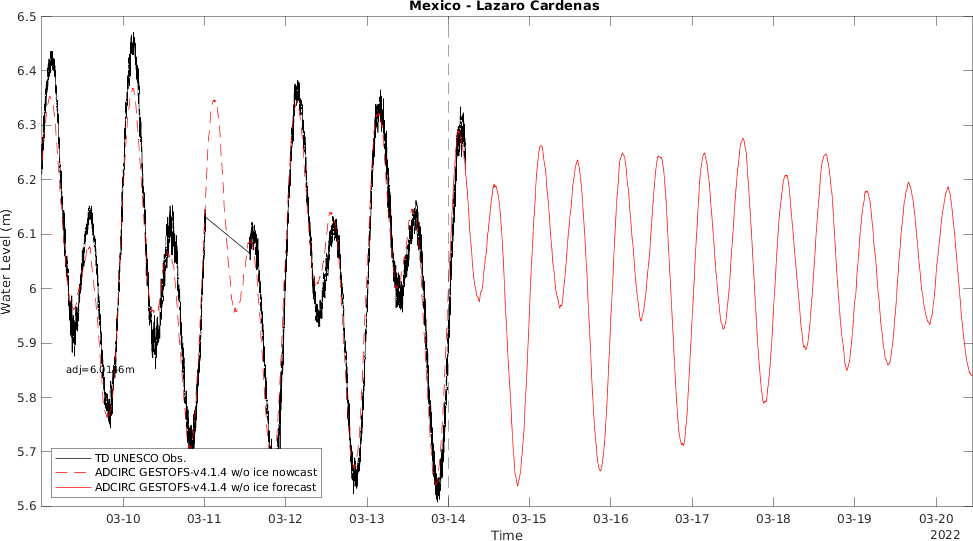 Mexico - Lazaro Cardenas
Water Level (m)
6.5
6.4
6.3
6.2
6.1
6
5.9
5.8
5.7
5.6
adj=6.0146m
TD UNESCO Obs.
ADCIRC GESTOFS-v4.1.4 w/o ice nowcast
ADCIRC GESTOFS-v4.1.4 w/o ice forecast
03-10 03-11 03-12 03-13 03-14 03-15 03-16 03-17 03-18 03-19 03-20
2022
Time